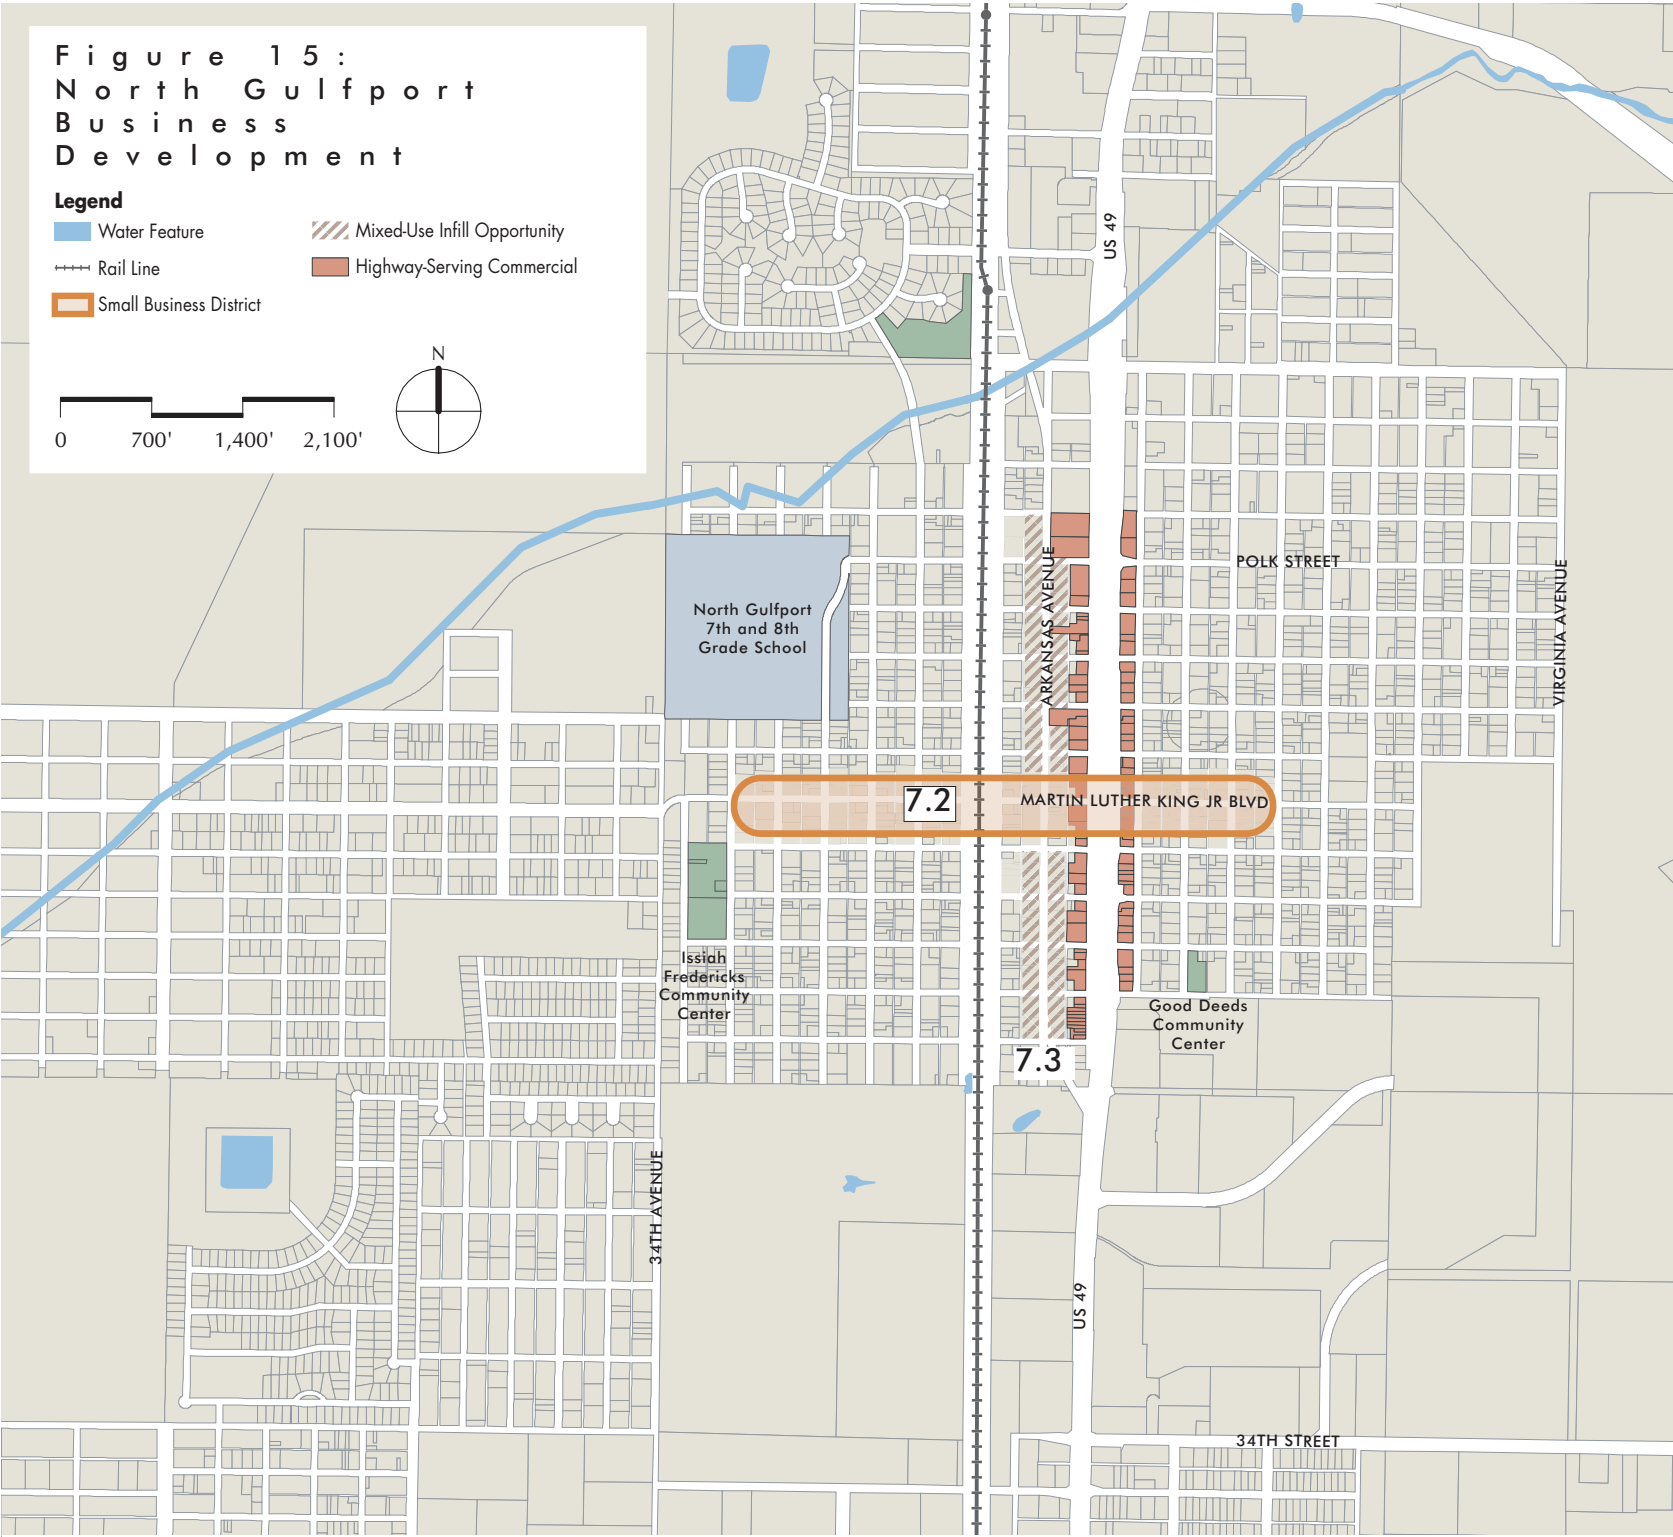 Figure 15:
North Gulfport
Business
Development
Legend
Water Feature
Rail Line
Small Business District
Mixed-Use Infill Opportunity
Highway-Serving Commercial
N
0 700' 1,400' 2,100'
US 49
POLK STREET
ARKANSAS AVENUE
VIRGINIA AVENUE
North Gulfport
7th and 8th
Grade School
7.2
MARTIN LUTHER KING JR BLVD
Issiah
Fredericks
Community
Center
Good Deeds
Community
Center
7.3
34TH AVENUE
US 49
34TH STREET